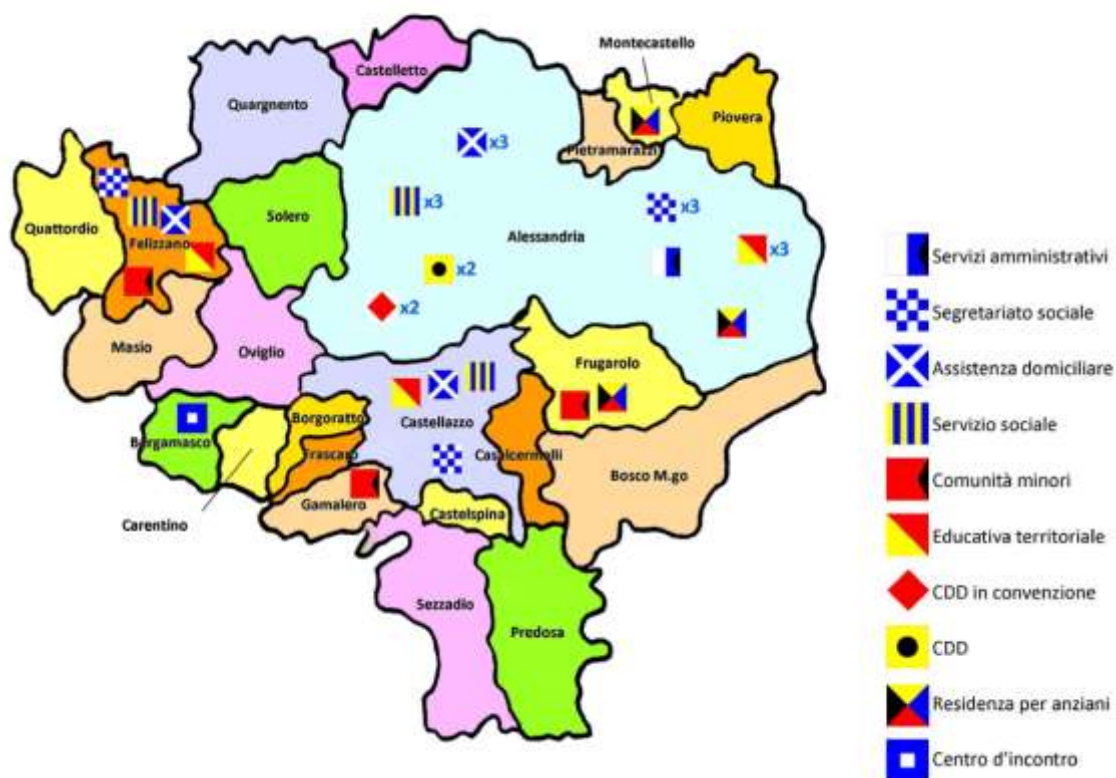 Montecastello
Castelletto
Quargnento
Piovera
x3
Pietramarazzi
x3
x3
Quattordio
Felizzano
Solero
Alessandria
x3
x2
x2
Masio
Oviglio
Frugarolo
Bergamasco
Borgoratto
Castellazzo
Frascaro
Casalcermelli
Bosco M.go
Carentino
Gamalero
Castelspina
Sezzadio
Predosa
Servizi amministrativi
Segretariato sociale
Assistenza domiciliare
Servizio sociale
Comunità minori
Educativa territoriale
CDD in convenzione
CDD
Residenza per anziani
Centro d'incontro